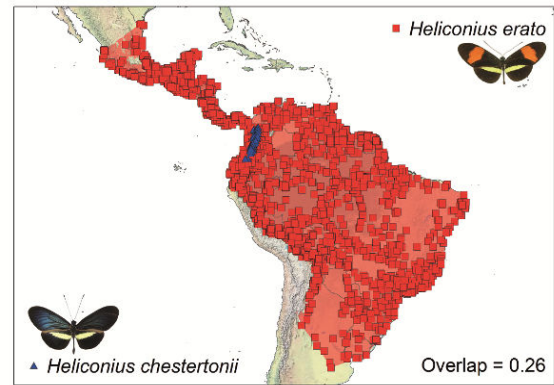 Heliconius erato
Heliconius chestertonii
Overlap = 0.26